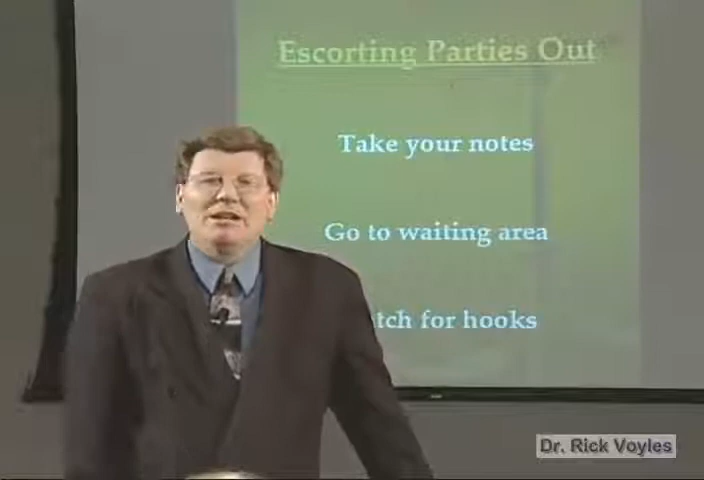 Escorting Parties Out
Take your notes
Go to waiting area
tch for hooks
Dr. Rick Voyles